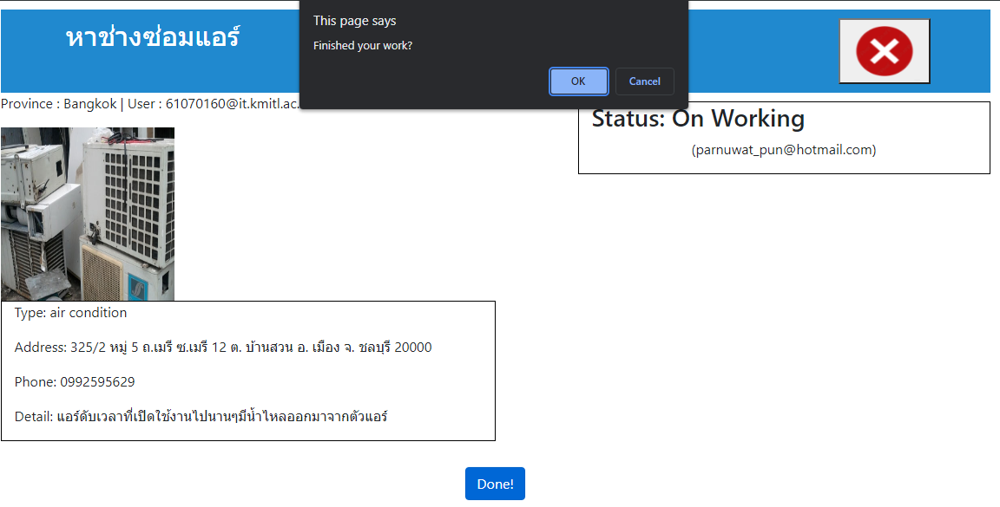 หาช่างซ่อมแอร์
This page says
Finished your work?
OK
Cancel
Province : Bangkok | User : 61070160@it.kmitl.ac.
Status: On Working
(parnuwat_pun@hotmail.com)
Type: air condition
Address: 325/2 หมู่ 5 ถ.เมรี ซ.เมรี 12 ต. บ้านสวน อ. เมือง จ. ชลบุรี 20000
Phone: 0992595629
Detail: แอร์ดับเวลาที่เปิดใช้งานไปนานๆมีน้ำไหลออกมาจากตัวแอร์
Done!